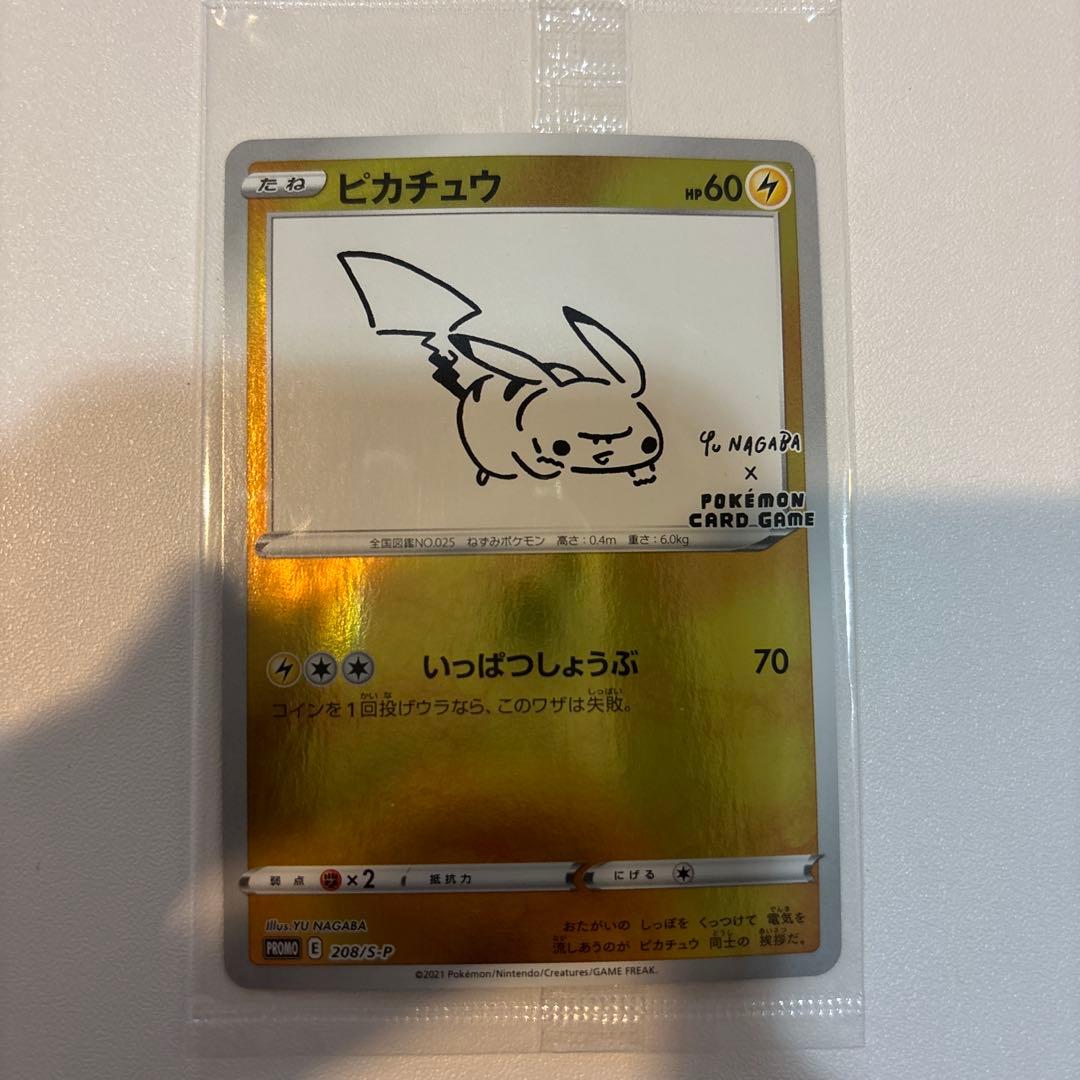 たね ピカチュウ HP60
YU NAGABA
×
POKÉMON
CARD GAME
全国図鑑NO.025 ねずみポケモン 高さ:0.4m 重さ:6.0kg
いっぱつしょうぶ 70
コインを1回投げウラなら、このワザは失敗。
弱点 ×2 抵抗力 にげる
Illus.YU NAGABA
PROMO E 208/S-P
おたがいの しっぽを くっつけて 電気を
流しあうのが ピカチュウ 同士の 挨拶だ。
©2021 Pokémon/Nintendo/Creatures/GAME FREAK.